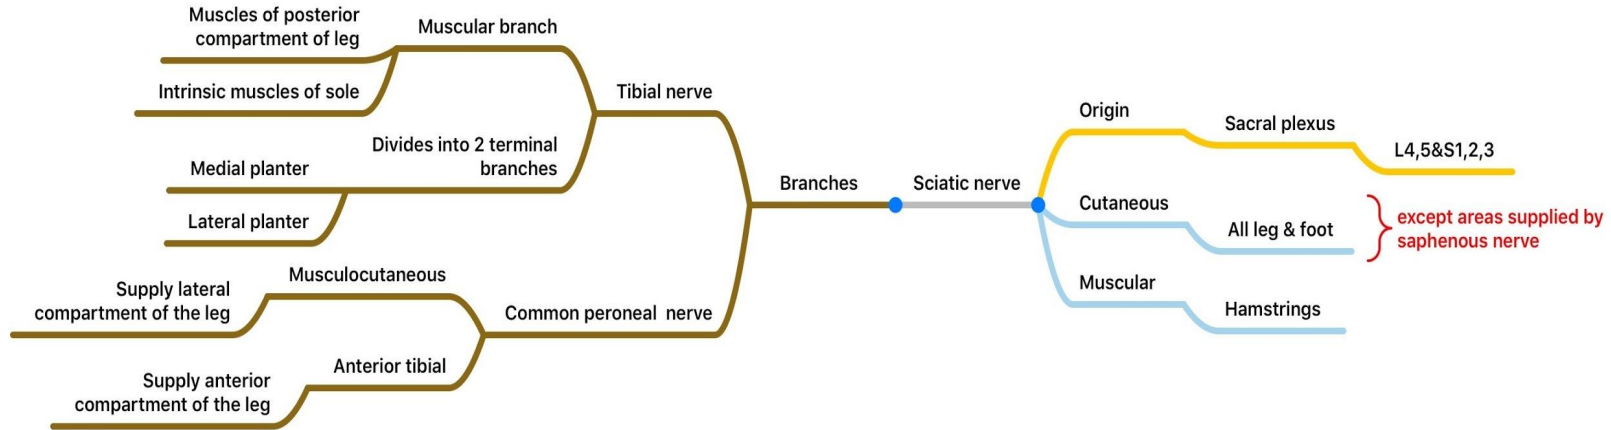 Muscles of posterior
compartment of leg
Muscular branch
Intrinsic muscles of sole
Tibial nerve
Divides into 2 terminal
branches
Medial planter
Lateral planter
Branches
Sciatic nerve
Musculocutaneous
Supply lateral
compartment of the leg
Common peroneal nerve
Anterior tibial
Supply anterior
compartment of the leg
Origin
Sacral plexus
L4,5&S1,2,3
Cutaneous
All leg & foot
except areas supplied by
saphenous nerve
Muscular
Hamstrings